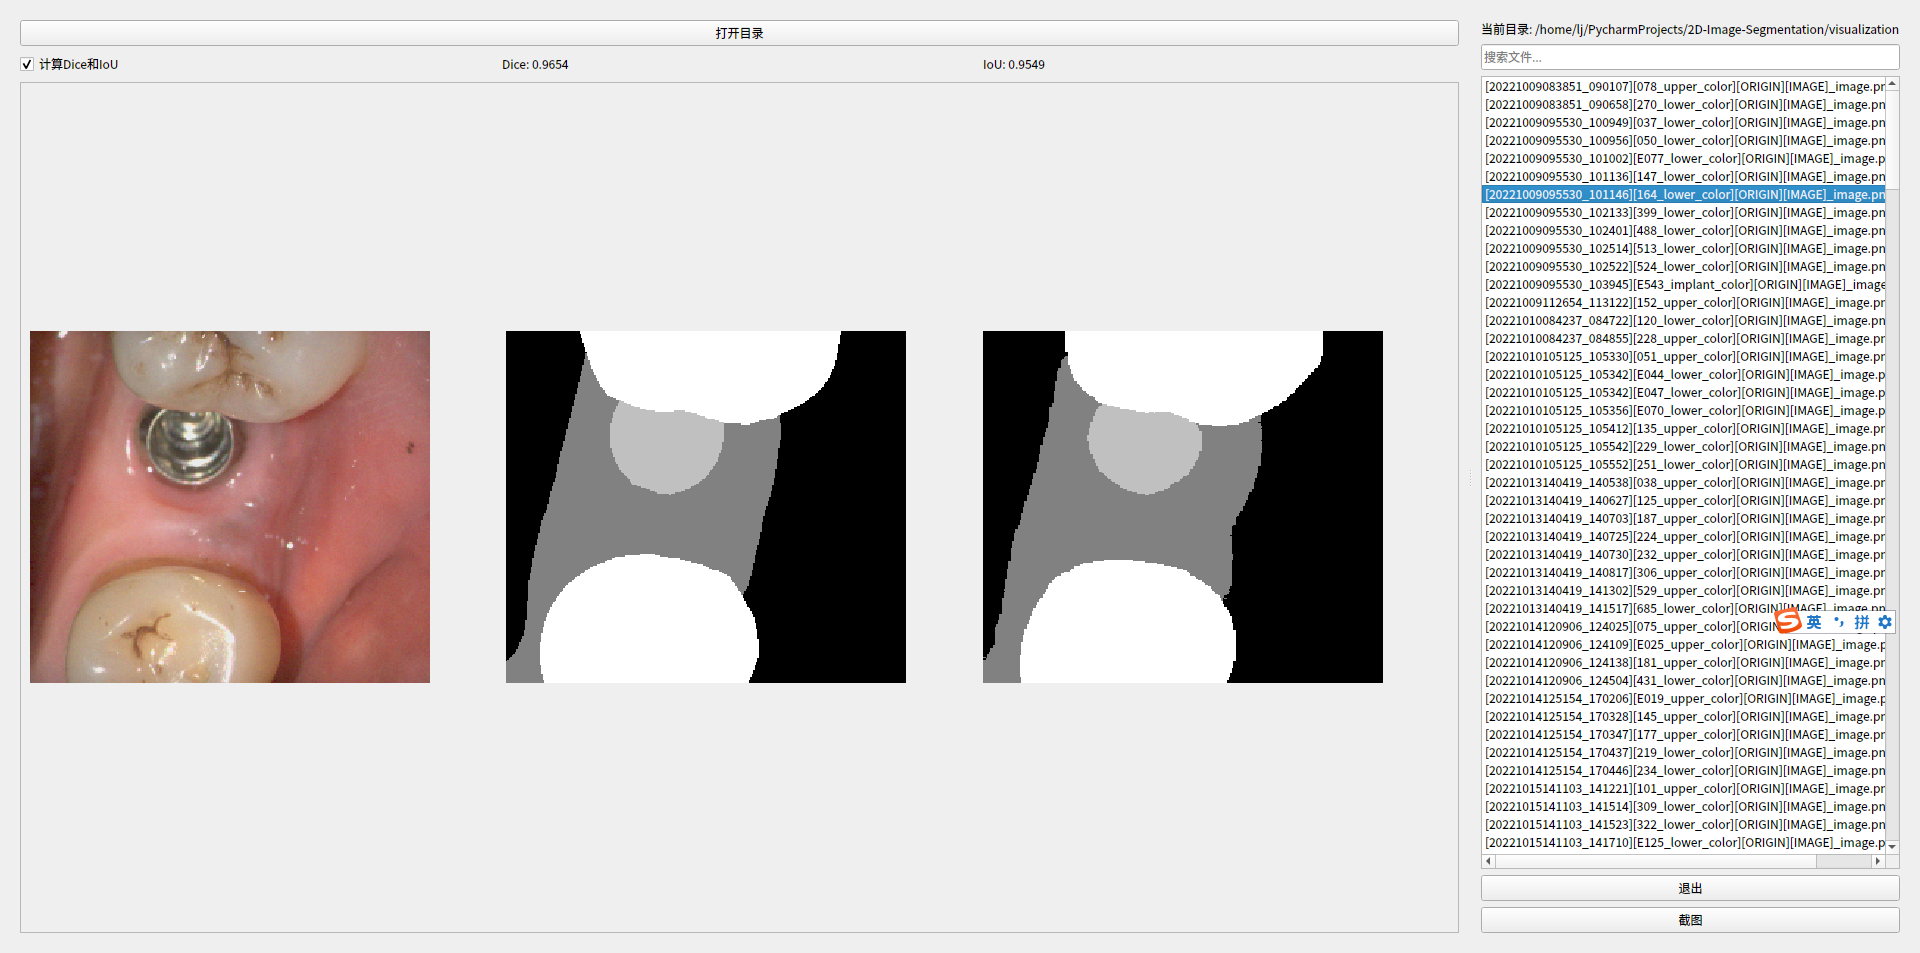 打开目录
计算Dice和IoU
Dice: 0.9654
IoU: 0.9549
当前目录: /home/lj/PycharmProjects/2D-Image-Segmentation/visualization
搜索文件...
[20221009083851_090107][078_upper_color][ORIGIN][IMAGE]_image.pr
[20221009083851_090658][270_lower_color][ORIGIN][IMAGE]_image.pn
[20221009095530_100949][037_lower_color][ORIGIN][IMAGE]_image.pn
[20221009095530_100956][050_lower_color][ORIGIN][IMAGE]_image.pn
[20221009095530_101002][E077_lower_color][ORIGIN][IMAGE]_image.p
[20221009095530_101136][147_lower_color][ORIGIN][IMAGE]_image.pn
[20221009095530_101146][164_lower_color][ORIGIN][IMAGE]_image.pn
[20221009095530_102133][399_lower_color][ORIGIN][IMAGE]_image.pn
[20221009095530_102401][488_lower_color][ORIGIN][IMAGE]_image.pn
[20221009095530_102514][513_lower_color][ORIGIN][IMAGE]_image.pn
[20221009095530_102522][524_lower_color][ORIGIN][IMAGE]_image.pn
[20221009095530_103945][E543_implant_color][ORIGIN][IMAGE]_image
[20221009112654_113122][152_upper_color][ORIGIN][IMAGE]_image.pr
[20221010084237_084722][120_lower_color][ORIGIN][IMAGE]_image.pn
[20221010084237_084855][228_upper_color][ORIGIN][IMAGE]_image.pr
[20221010105125_105330][051_upper_color][ORIGIN][IMAGE]_image.pr
[20221010105125_105342][E044_lower_color][ORIGIN][IMAGE]_image.p
[20221010105125_105342][E047_lower_color][ORIGIN][IMAGE]_image.p
[20221010105125_105356][E070_lower_color][ORIGIN][IMAGE]_image.p
[20221010105125_105412][135_upper_color][ORIGIN][IMAGE]_image.pr
[20221010105125_105542][229_lower_color][ORIGIN][IMAGE]_image.pn
[20221010105125_105552][251_lower_color][ORIGIN][IMAGE]_image.pn
[20221013140419_140538][038_upper_color][ORIGIN][IMAGE]_image.pr
[20221013140419_140627][125_upper_color][ORIGIN][IMAGE]_image.pr
[20221013140419_140703][187_upper_color][ORIGIN][IMAGE]_image.pr
[20221013140419_140725][224_upper_color][ORIGIN][IMAGE]_image.pr
[20221013140419_140730][232_upper_color][ORIGIN][IMAGE]_image.pr
[20221013140419_140817][306_upper_color][ORIGIN][IMAGE]_image.pr
[20221013140419_141302][529_upper_color][ORIGIN][IMAGE]_image.pr
[20221013140419_141517][685_lower_color][ORIGIN][IMAGE]_image.pn
[20221014120906_124025][075_upper_color][ORIGIN]
英 拼
[20221014120906_124109][E025_upper_color][ORIGIN][IMAGE]_image.p
[20221014120906_124138][181_upper_color][ORIGIN][IMAGE]_image.pr
[20221014120906_124504][431_lower_color][ORIGIN][IMAGE]_image.pn
[20221014125154_170206][E019_upper_color][ORIGIN][IMAGE]_image.p
[20221014125154_170328][145_upper_color][ORIGIN][IMAGE]_image.pr
[20221014125154_170347][177_upper_color][ORIGIN][IMAGE]_image.pr
[20221014125154_170437][219_lower_color][ORIGIN][IMAGE]_image.pn
[20221014125154_170446][234_lower_color][ORIGIN][IMAGE]_image.pn
[20221015141103_141221][101_upper_color][ORIGIN][IMAGE]_image.pr
[20221015141103_141514][309_lower_color][ORIGIN][IMAGE]_image.pn
[20221015141103_141523][322_lower_color][ORIGIN][IMAGE]_image.pn
[20221015141103_141710][E125_lower_color][ORIGIN][IMAGE]_image.p
退出
截图